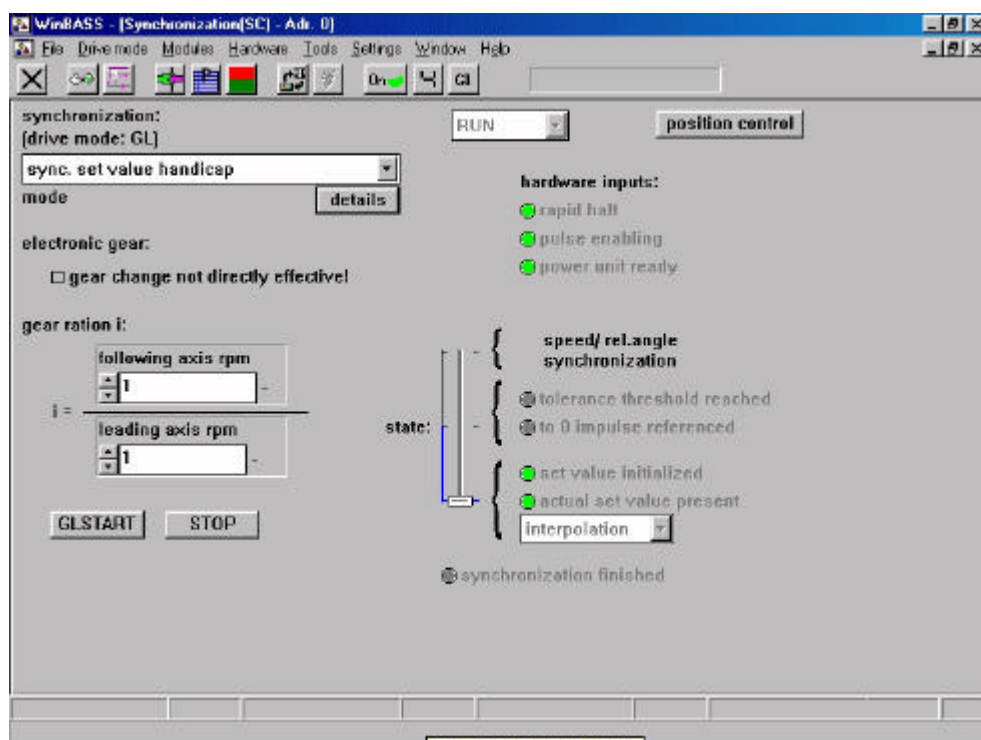 WinBASS - [Synchronization(SC) - Adr. 0]
File Drive mode Modules Hardware Tools Settings Window Help
On
synchronization:
(drive mode: GL)
sync. set value handicap
mode
details
RUN
position control
hardware inputs:
rapid halt
pulse enabling
power unit ready
electronic gear:
gear change not directly effective!
gear ration i:
following axis rpm
1 -
i =
leading axis rpm
1 -
GLSTART STOP
state:
speed/ rel.angle
synchronization
tolerance threshold reached
to 0 impulse referenced
set value initialized
actual set value present
interpolation
synchronization finished